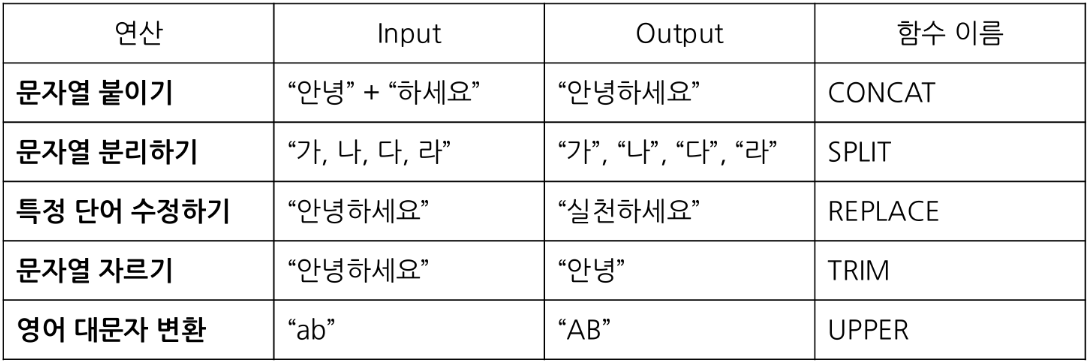 연산 Input Output 함수 이름
문자열 붙이기 “안녕” + “하세요” “안녕하세요” CONCAT
문자열 분리하기 “가, 나, 다, 라” “가”, “나”, “다”, “라” SPLIT
특정 단어 수정하기 “안녕하세요” “실천하세요” REPLACE
문자열 자르기 “안녕하세요” “안녕” TRIM
영어 대문자 변환 “ab” “AB” UPPER